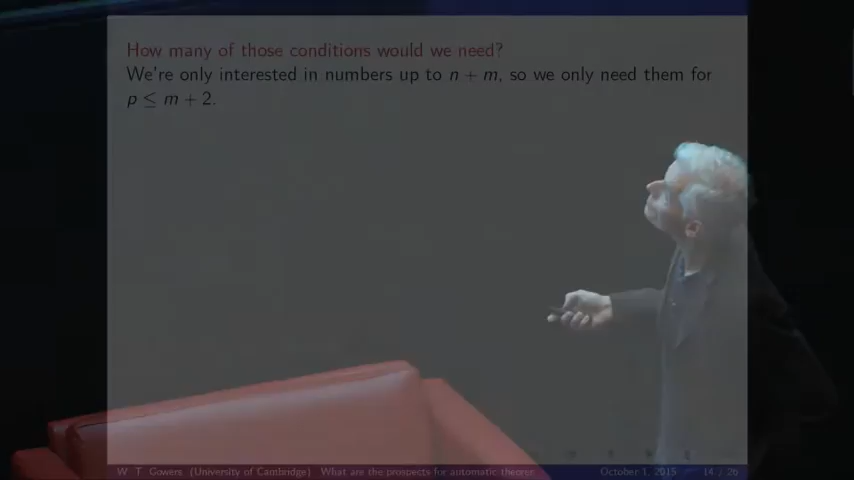 How many of those conditions would we need?
We're only interested in numbers up to n + m, so we only need them for
p ≤ m + 2.
W. T. Gowers (University of Cambridge) What are the prospects for automatic theorem October 1, 2015 14 / 26